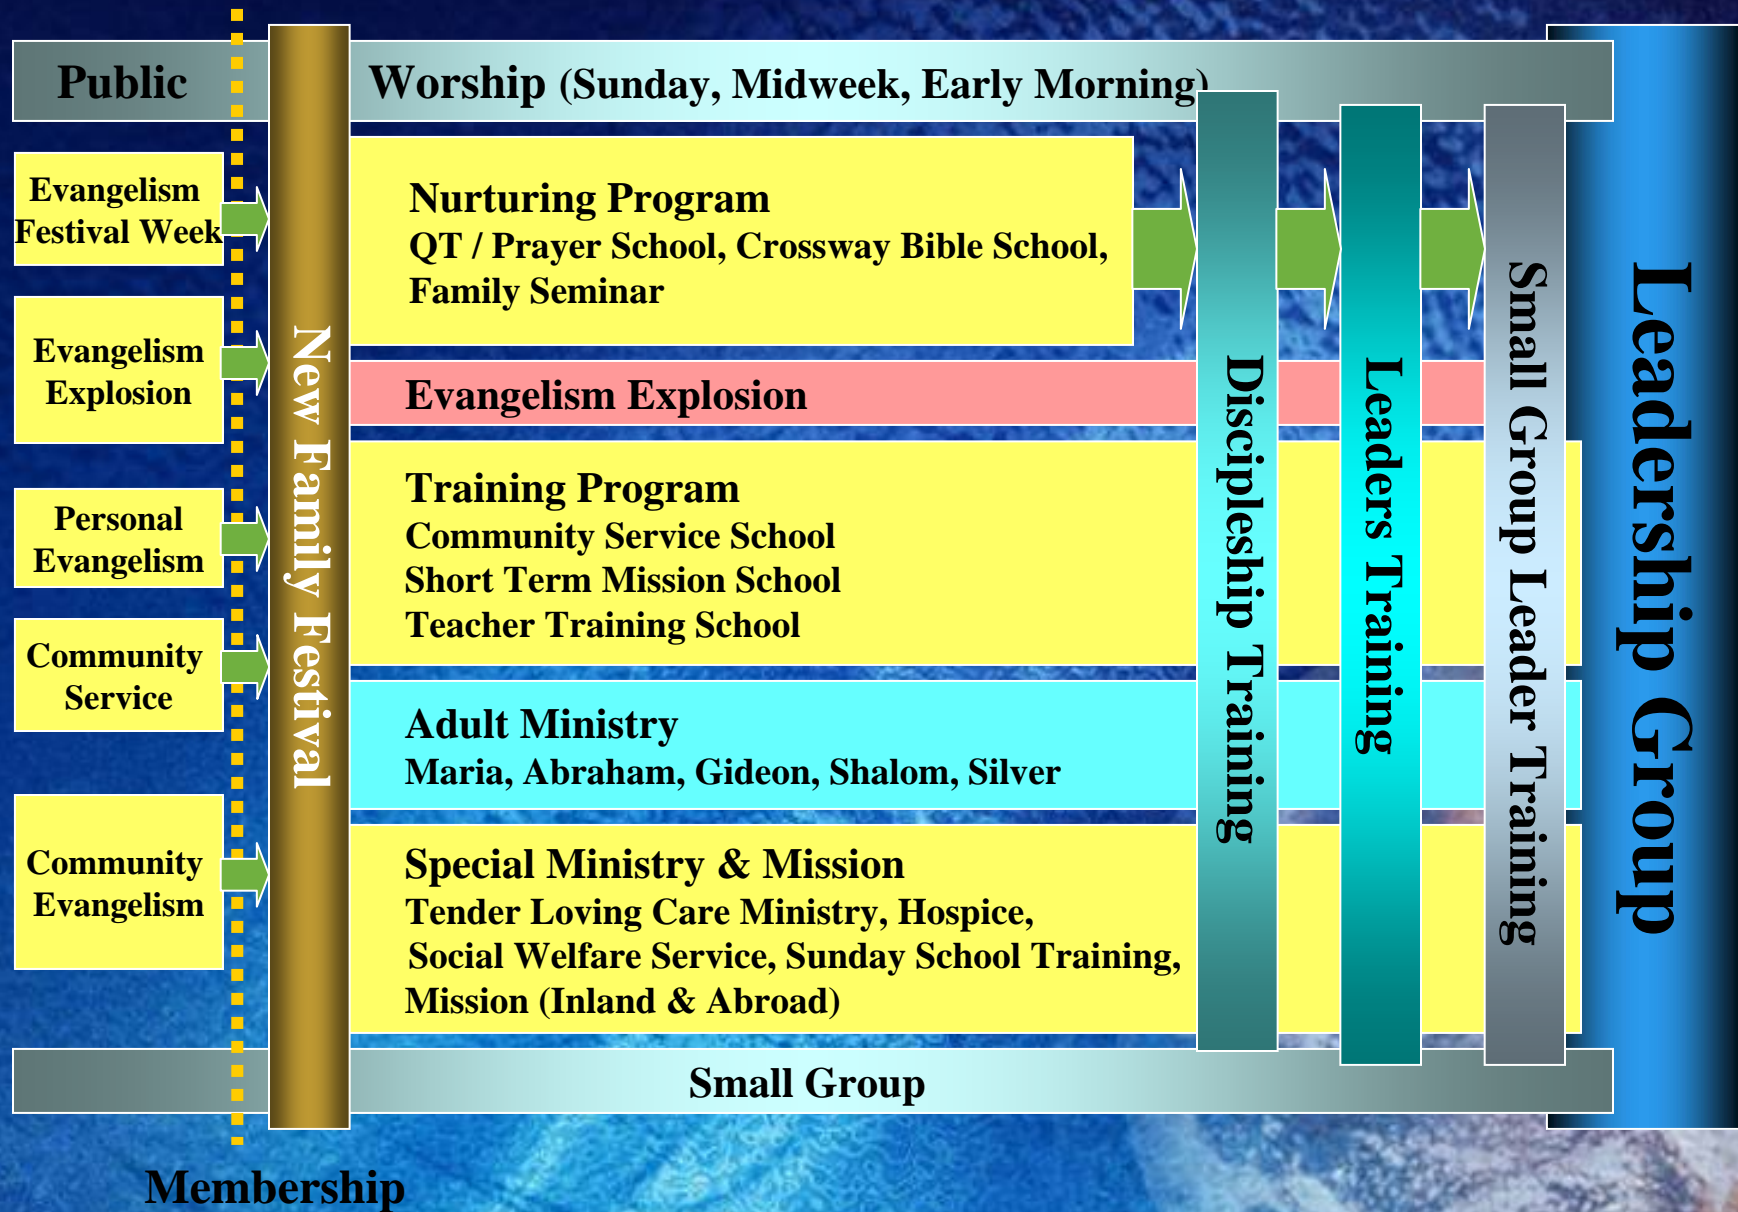 Public
Worship (Sunday, Midweek, Early Morning)
Evangelism
Festival Week
Evangelism
Explosion
Personal
Evangelism
Community
Service
Community
Evangelism
New Family Festival
Nurturing Program
QT / Prayer School, Crossway Bible School,
Family Seminar
Evangelism Explosion
Training Program
Community Service School
Short Term Mission School
Teacher Training School
Adult Ministry
Maria, Abraham, Gideon, Shalom, Silver
Special Ministry & Mission
Tender Loving Care Ministry, Hospice,
Social Welfare Service, Sunday School Training,
Mission (Inland & Abroad)
Discipleship Training
Leaders Training
Small Group Leader Training
Leadership Group
Small Group
Membership